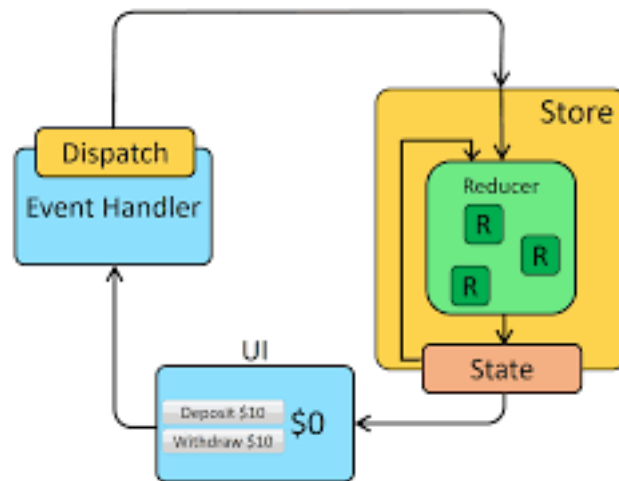 Store
Dispatch
Event Handler
Reducer
R
R
R
State
UI
Deposit $10
$0
Withdraw $10